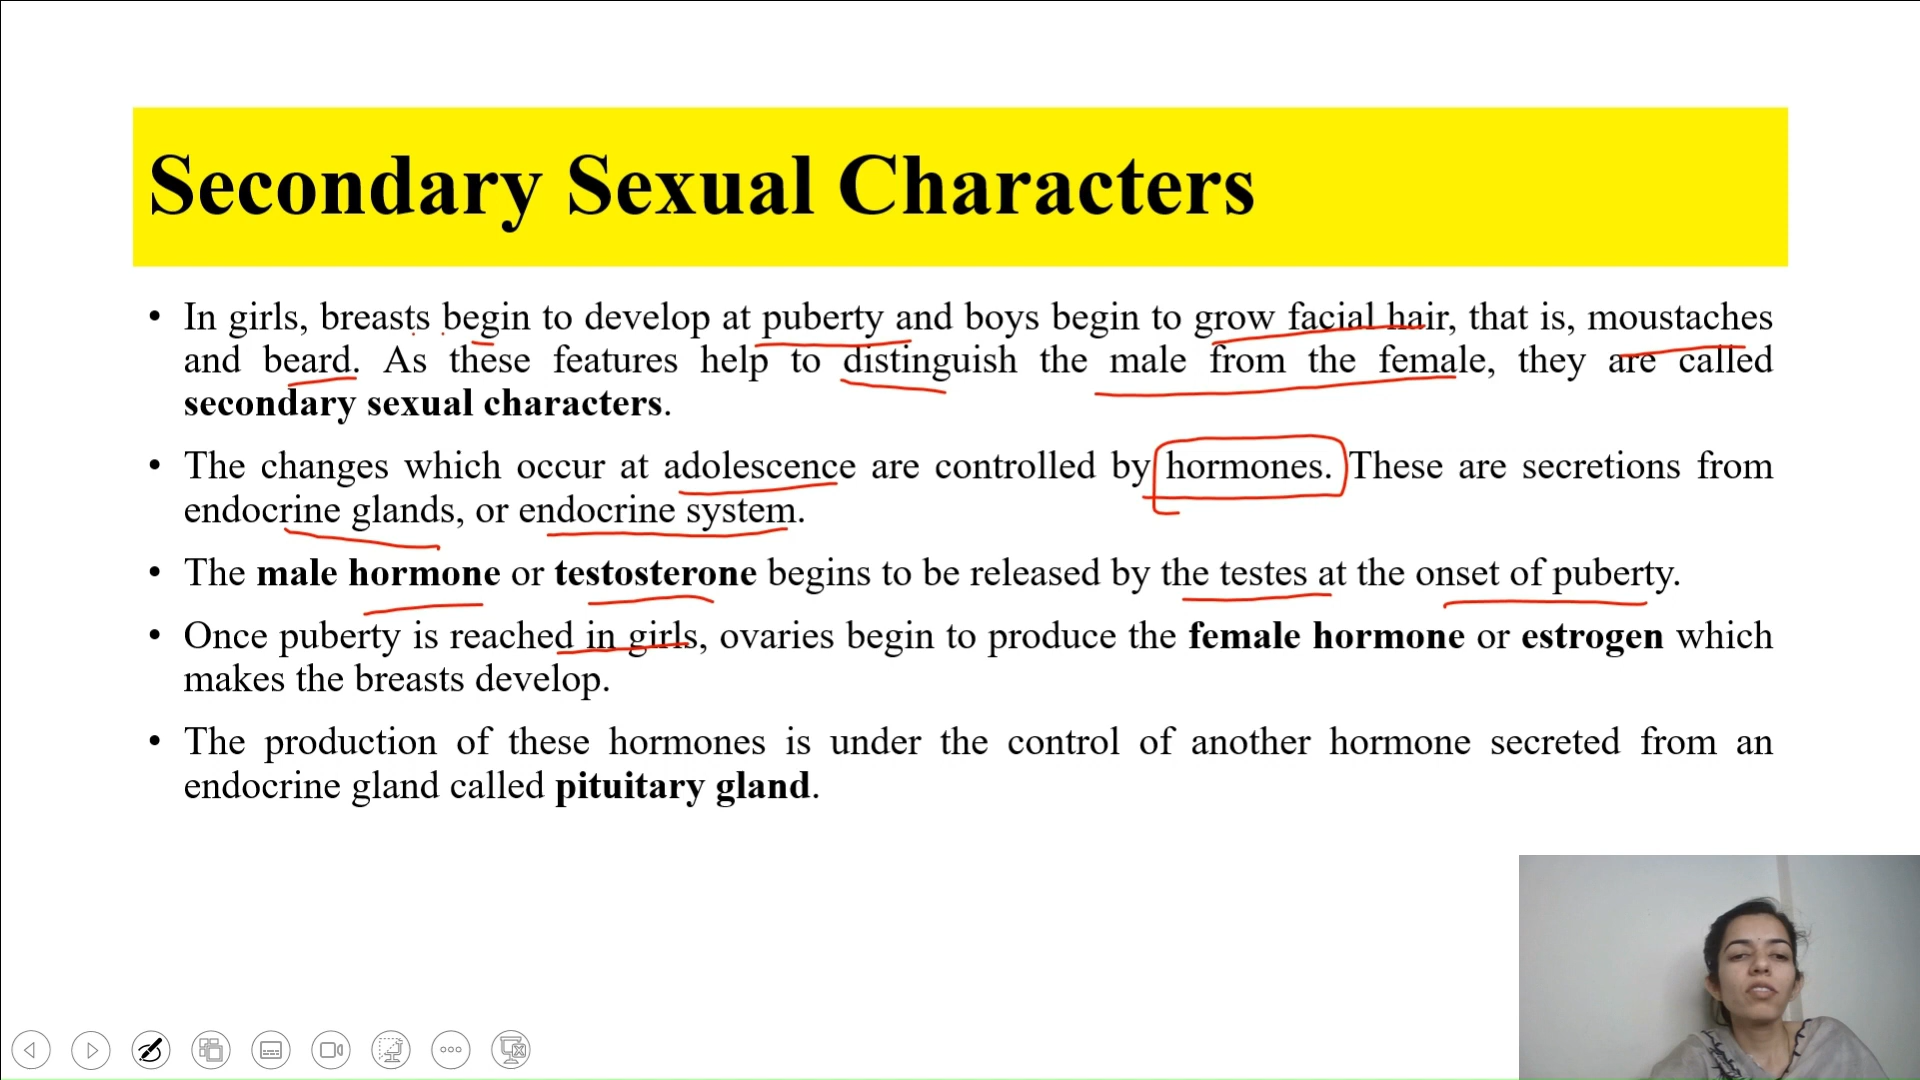 Secondary Sexual Characters
• In girls, breasts begin to develop at puberty and boys begin to grow facial hair, that is, moustaches
and beard. As these features help to distinguish the male from the female, they are called
secondary sexual characters.
• The changes which occur at adolescence are controlled by hormones. These are secretions from
endocrine glands, or endocrine system.
• The male hormone or testosterone begins to be released by the testes at the onset of puberty.
• Once puberty is reached in girls, ovaries begin to produce the female hormone or estrogen which
makes the breasts develop.
• The production of these hormones is under the control of another hormone secreted from an
endocrine gland called pituitary gland.